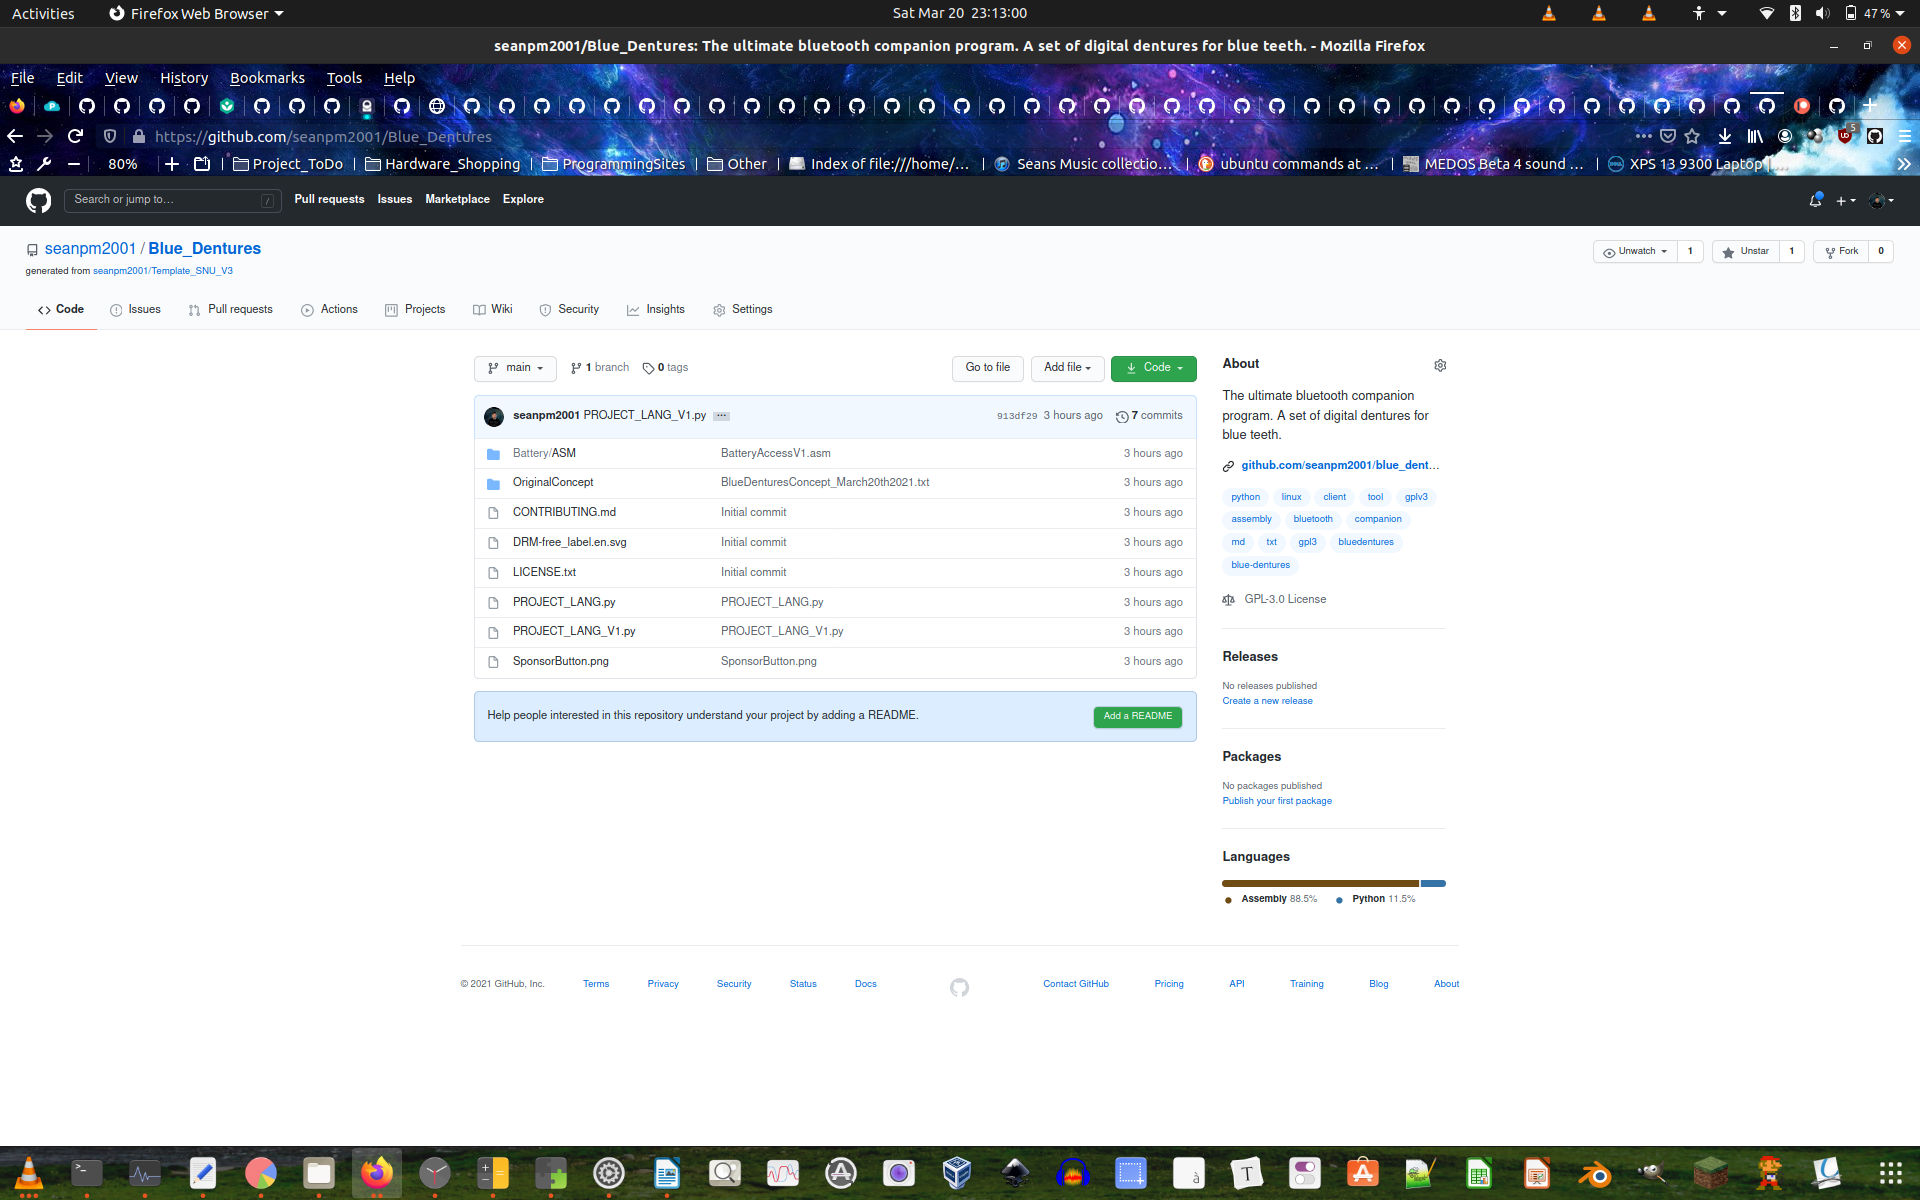 Activities Firefox Web Browser Sat Mar 20 23:13:00 47 %
seanpm2001/Blue_Dentures: The ultimate bluetooth companion program. A set of digital dentures for blue teeth. - Mozilla Firefox
File Edit View History Bookmarks Tools Help
https://github.com/seanpm2001/Blue_Dentures 5
80% Project_ToDo Hardware_Shopping ProgrammingSites Other Index of file:///home/... Seans Music collectio... ubuntu commands at ... MEDOS Beta 4 sound ... XPS 13 9300 Laptop |...
Search or jump to... / Pull requests Issues Marketplace Explore
seanpm2001 / Blue_Dentures Unwatch 1 Unstar 1 Fork 0
generated from seanpm2001/Template_SNU_V3
Code Issues Pull requests Actions Projects Wiki Security Insights Settings
main 1 branch 0 tags Go to file Add file Code
seanpm2001 PROJECT_LANG_V1.py ... 913df29 3 hours ago 7 commits
Battery/ASM BatteryAccessV1.asm 3 hours ago
OriginalConcept BlueDenturesConcept_March20th2021.txt 3 hours ago
CONTRIBUTING.md Initial commit 3 hours ago
DRM-free_label.en.svg Initial commit 3 hours ago
LICENSE.txt Initial commit 3 hours ago
PROJECT_LANG.py PROJECT_LANG.py 3 hours ago
PROJECT_LANG_V1.py PROJECT_LANG_V1.py 3 hours ago
SponsorButton.png SponsorButton.png 3 hours ago
Help people interested in this repository understand your project by adding a README. Add a README
About
The ultimate bluetooth companion
program. A set of digital dentures for
blue teeth.
github.com/seanpm2001/blue_dent...
python linux client tool gplv3
assembly bluetooth companion
md txt gpl3 bluedentures
blue-dentures
GPL-3.0 License
Releases
No releases published
Create a new release
Packages
No packages published
Publish your first package
Languages
Assembly 88.5% Python 11.5%
© 2021 GitHub, Inc. Terms Privacy Security Status Docs Contact GitHub Pricing API Training Blog About